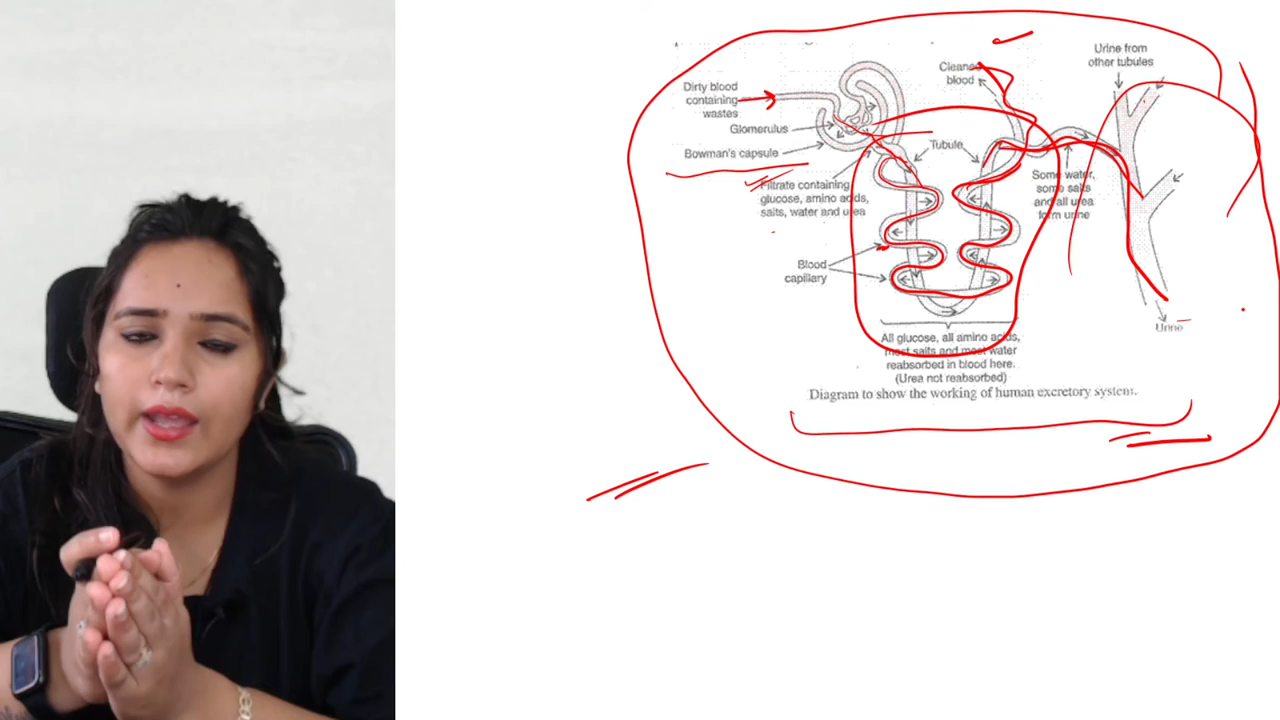 Dirty blood
containing
wastes
Glomerulus
Bowman's capsule
Filtrate containing
glucose, amino acids,
salts, water and urea
Blood
capillary
Cleaned
blood
Tubule
Urine from
other tubules
Some water,
some salts
and all urea
form urine
Urine
All glucose, all amino acids,
most salts and most water
reabsorbed in blood here.
(Urea not reabsorbed)
Diagram to show the working of human excretory system.